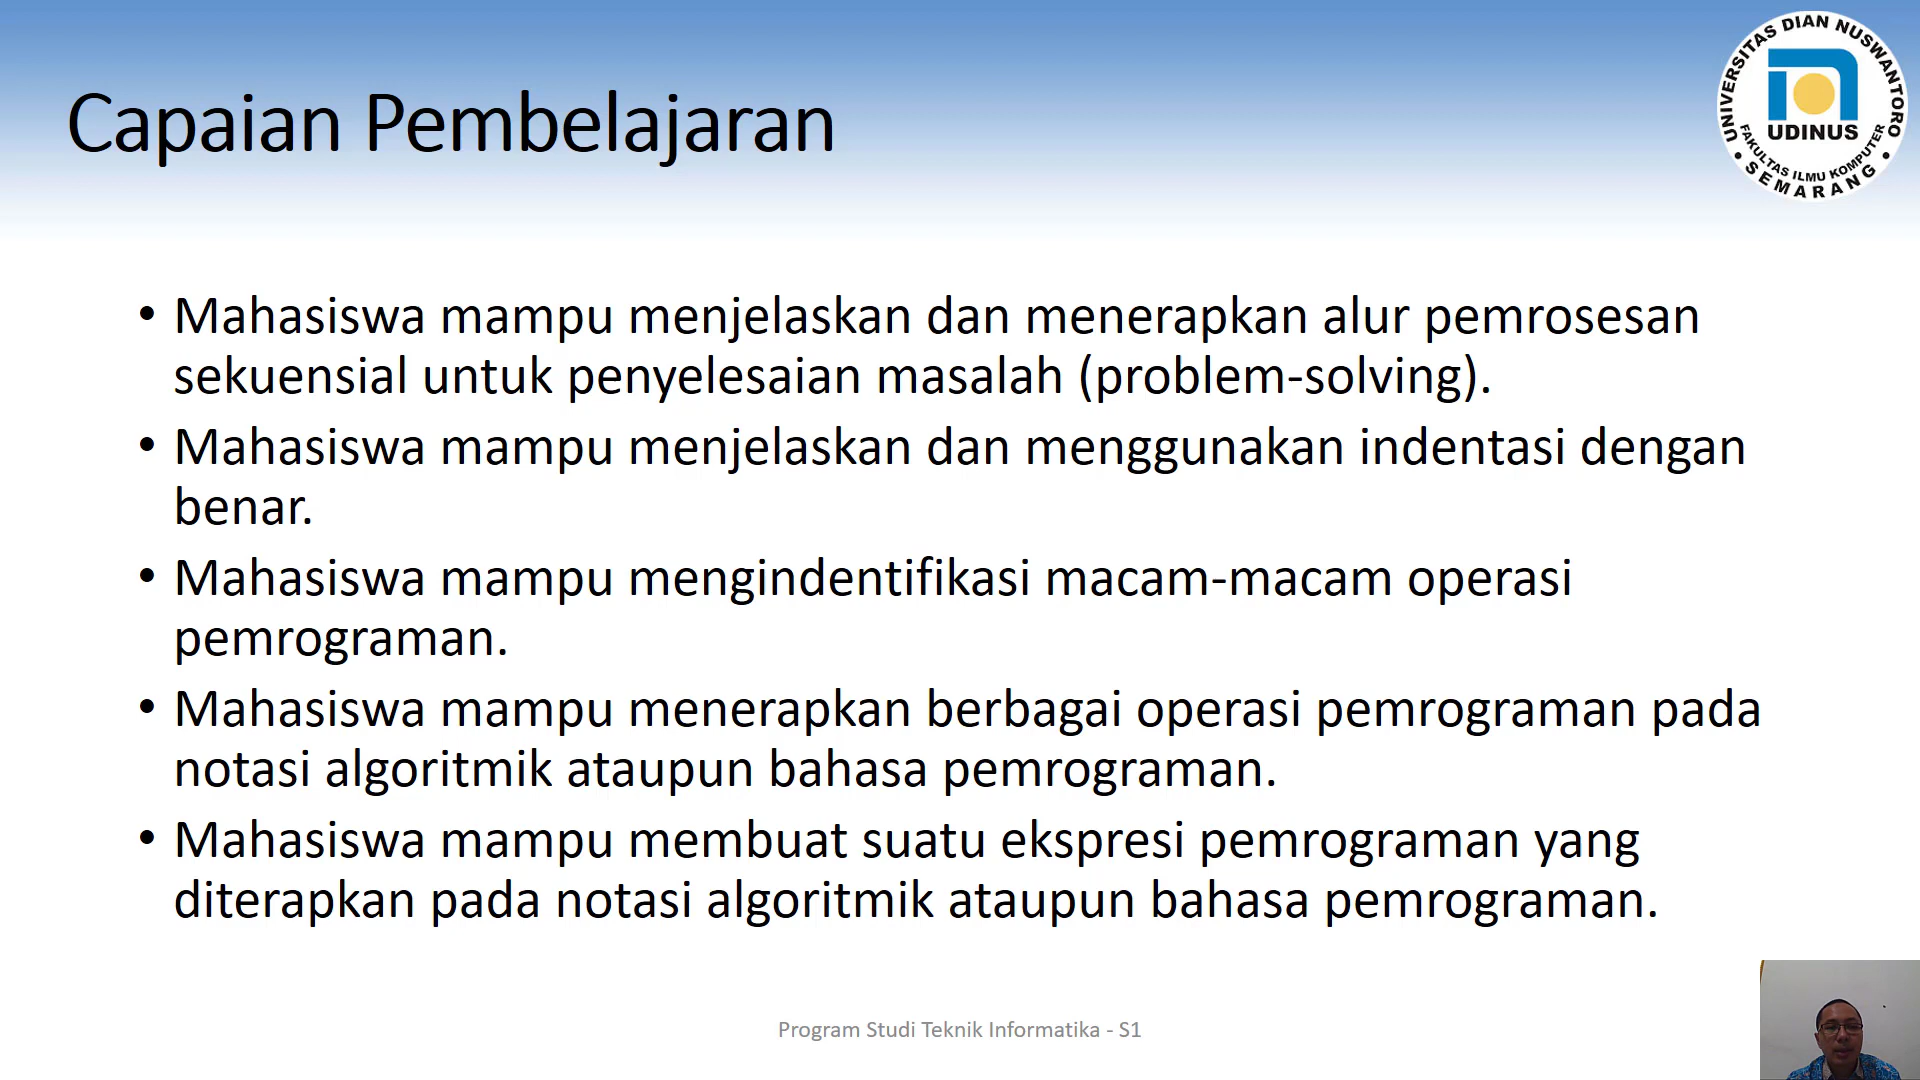 Capaian Pembelajaran
UNIVERSITAS DIAN NUSWANTORO
UDINUS
FAKULTAS ILMU KOMPUTER
• SEMARANG •
• Mahasiswa mampu menjelaskan dan menerapkan alur pemrosesan
sekuensial untuk penyelesaian masalah (problem-solving).
• Mahasiswa mampu menjelaskan dan menggunakan indentasi dengan
benar.
• Mahasiswa mampu mengindentifikasi macam-macam operasi
pemrograman.
• Mahasiswa mampu menerapkan berbagai operasi pemrograman pada
notasi algoritmik ataupun bahasa pemrograman.
• Mahasiswa mampu membuat suatu ekspresi pemrograman yang
diterapkan pada notasi algoritmik ataupun bahasa pemrograman.
Program Studi Teknik Informatika - S1